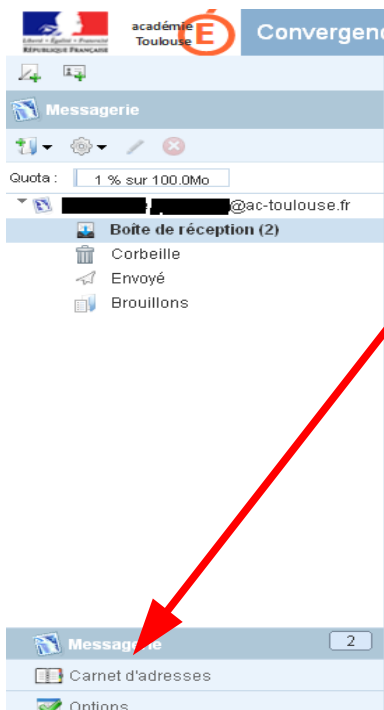 Liberté • Égalité • Fraternité
RÉPUBLIQUE FRANÇAISE
académie
Toulouse É
Convergenc
Messagerie
Quota : 1 % sur 100.0Mo
@ac-toulouse.fr
Boîte de réception (2)
Corbeille
Envoyé
Brouillons
Messagerie 2
Carnet d'adresses
Options